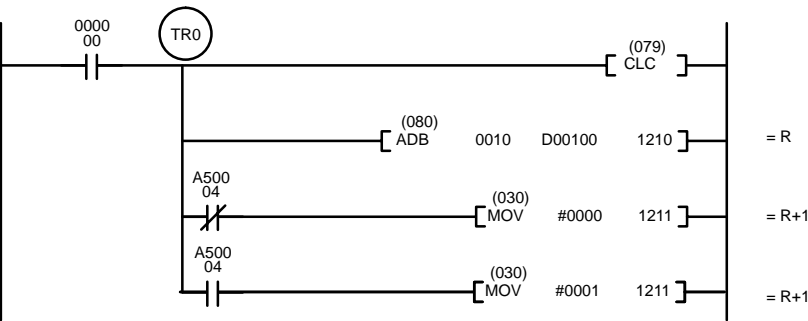 0000
00
TR0
(079)
CLC
(080)
ADB 0010 D00100 1210 = R
A500
04
(030)
MOV #0000 1211 = R+1
A500
04
(030)
MOV #0001 1211 = R+1